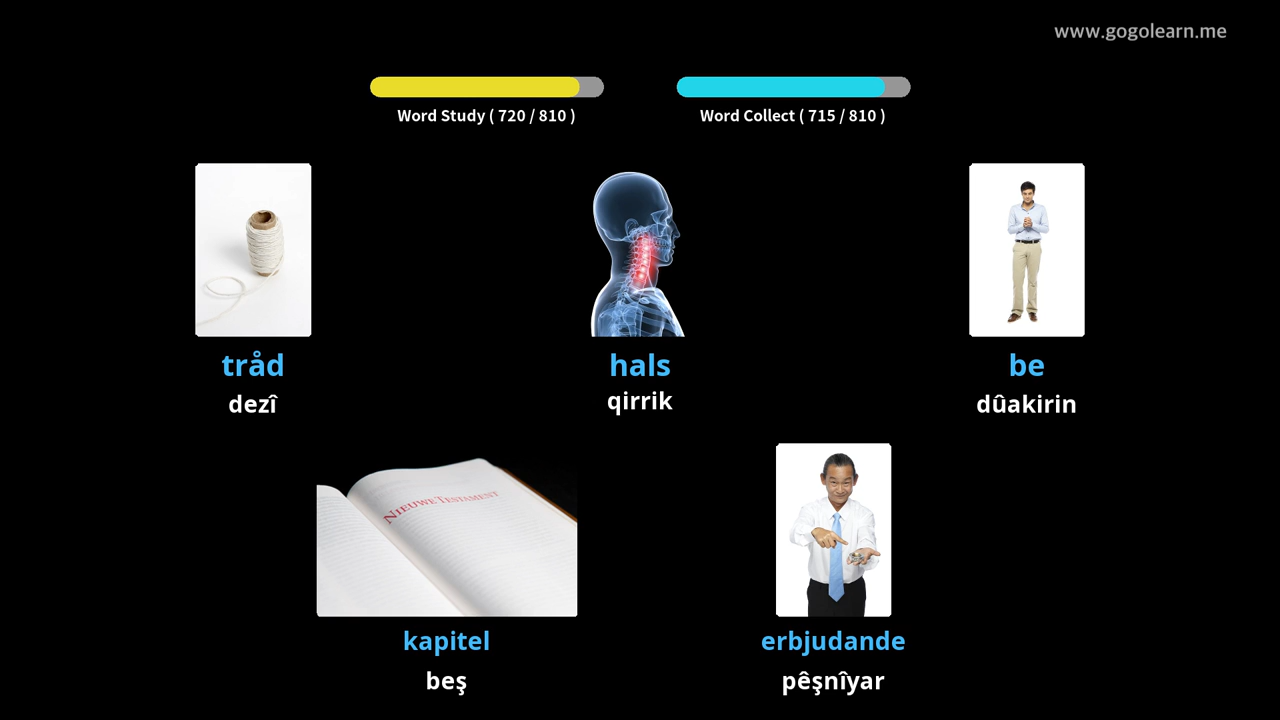 www.gogolearn.me
Word Study ( 720 / 810 )
Word Collect ( 715 / 810 )
tråd
dezî
hals
qirrik
be
dûakirin
NIEUWE TESTAMENT
kapitel
beş
erbjudande
pêşnîyar